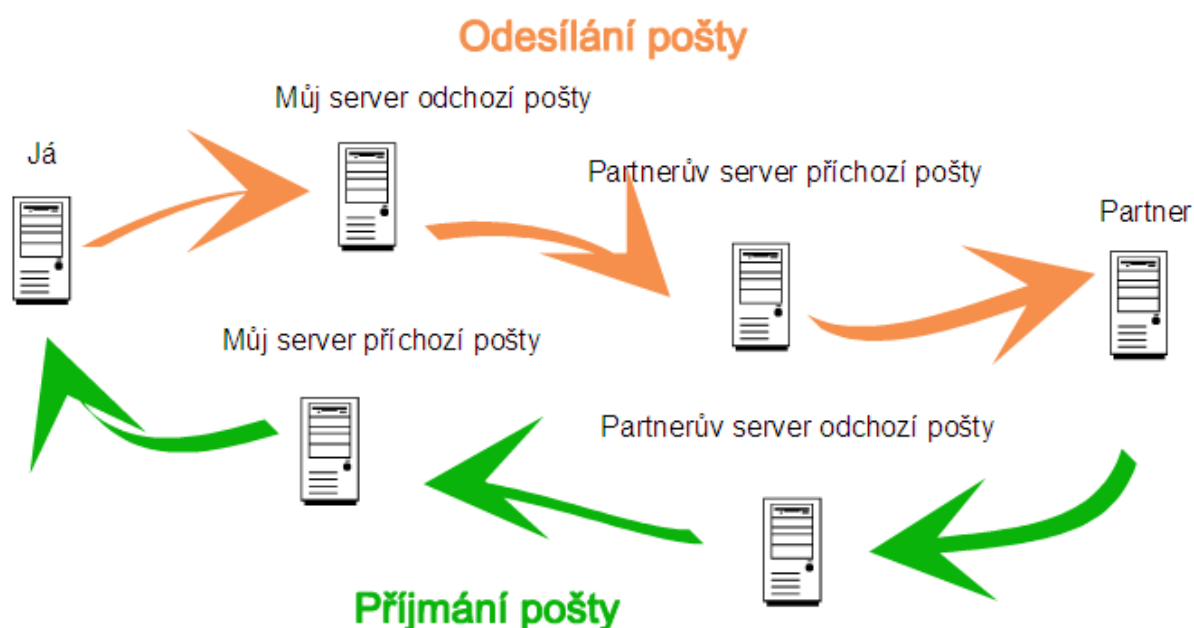 Odesílání pošty
Můj server odchozí pošty
Já
Partnerův server příchozí pošty
Partner
Můj server příchozí pošty
Partnerův server odchozí pošty
Příjmání pošty